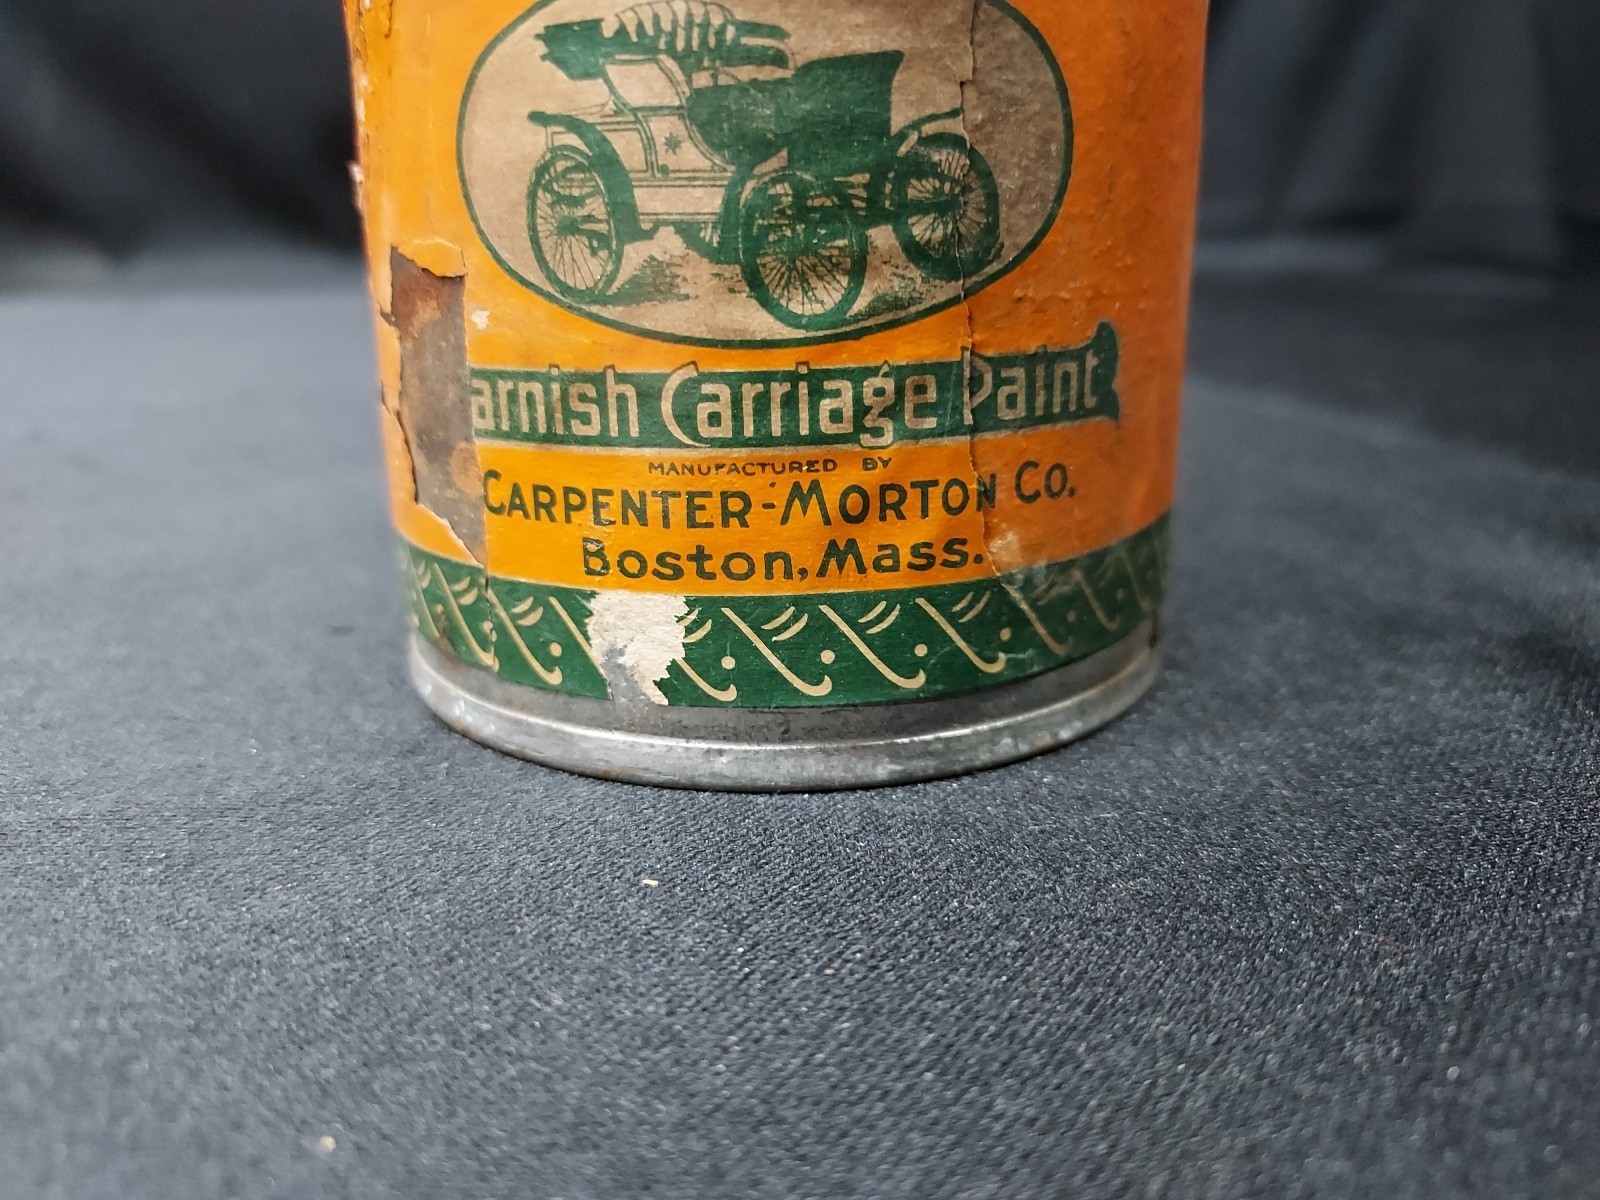 arnish Carriage Paint
MANUFACTURED BY
CARPENTER-MORTON CO.
Boston, Mass.